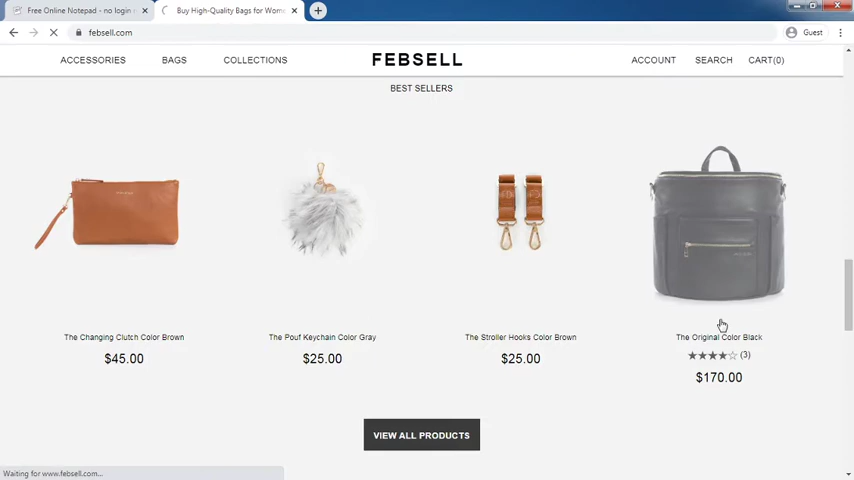 Free Online Notepad - no login
Buy High-Quality Bags for Wom
febsell.com
Guest
ACCESSORIES BAGS COLLECTIONS FEBSELL ACCOUNT SEARCH CART(0)
BEST SELLERS
The Changing Clutch Color Brown
$45.00
The Pouf Keychain Color Gray
$25.00
The Stroller Hooks Color Brown
$25.00
The Original Color Black
(3)
$170.00
VIEW ALL PRODUCTS
Waiting for www.febsell.com...